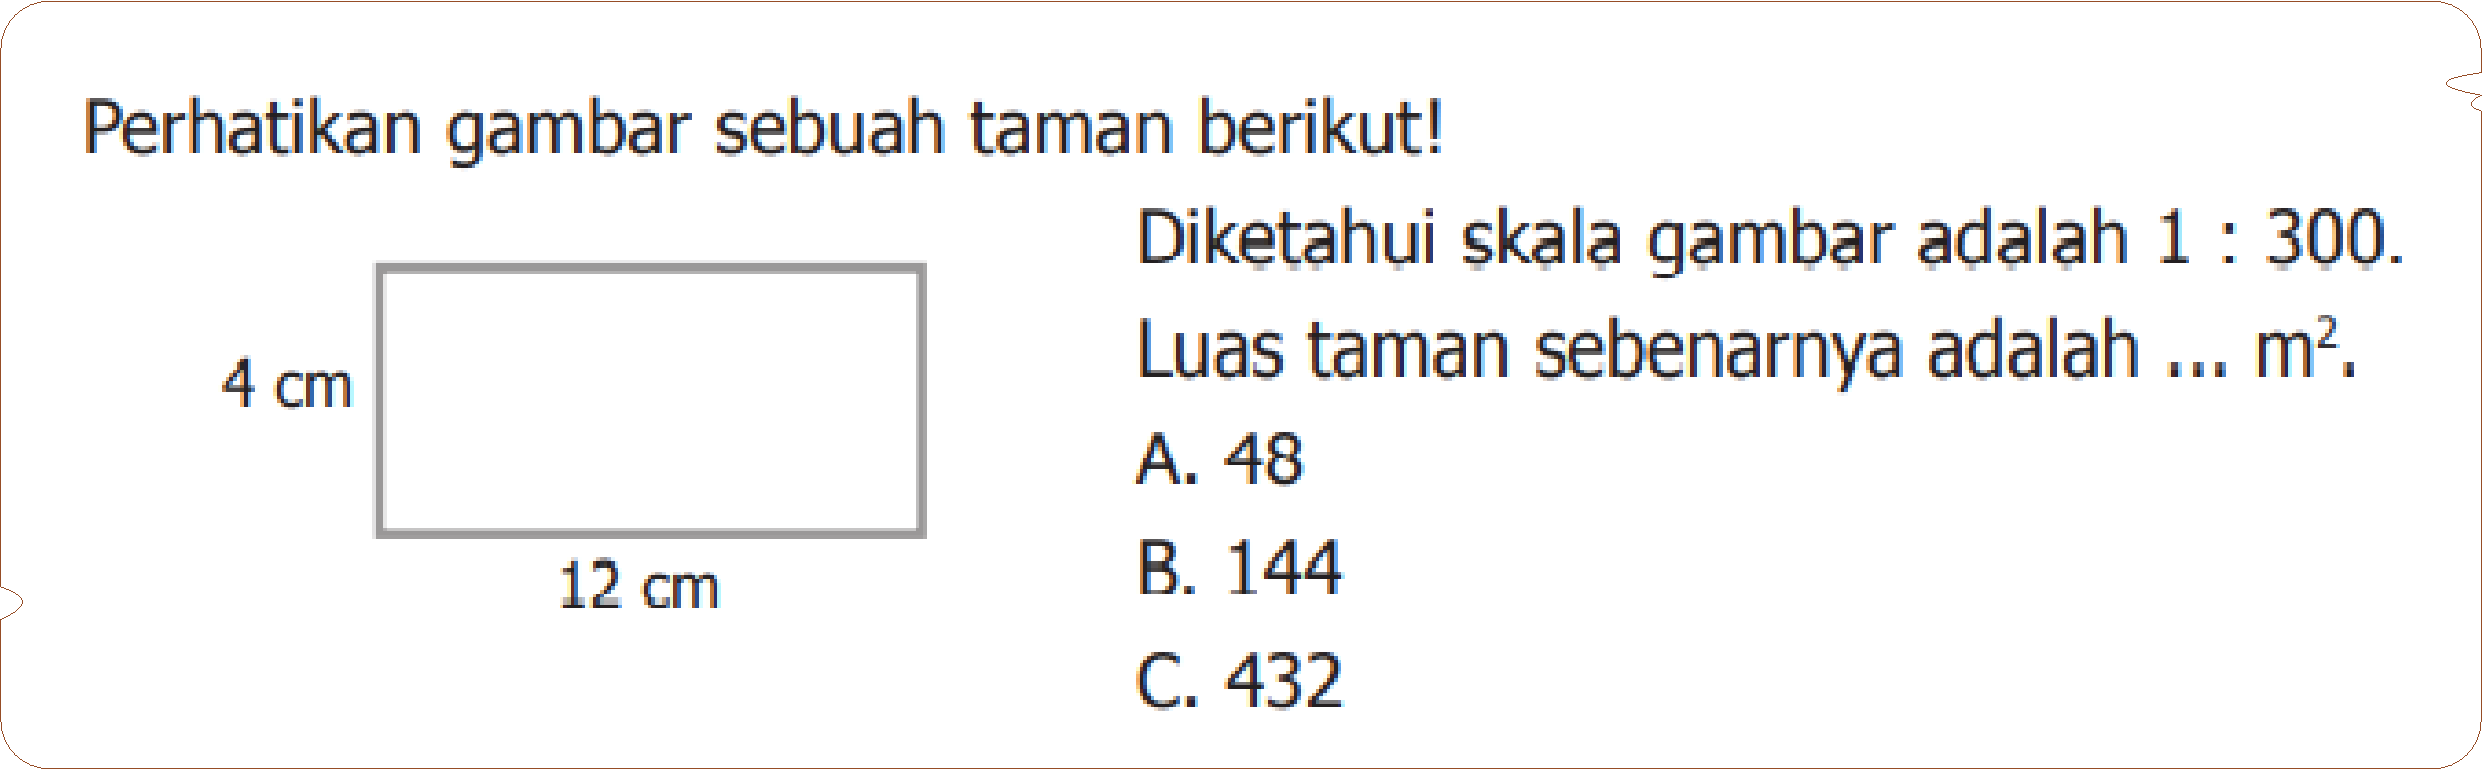 Perhatikan gambar sebuah taman berikut!
Diketahui skala gambar adalah 1 : 300.
Luas taman sebenarnya adalah ... m².
4 cm
A. 48
B. 144
12 cm
C. 432